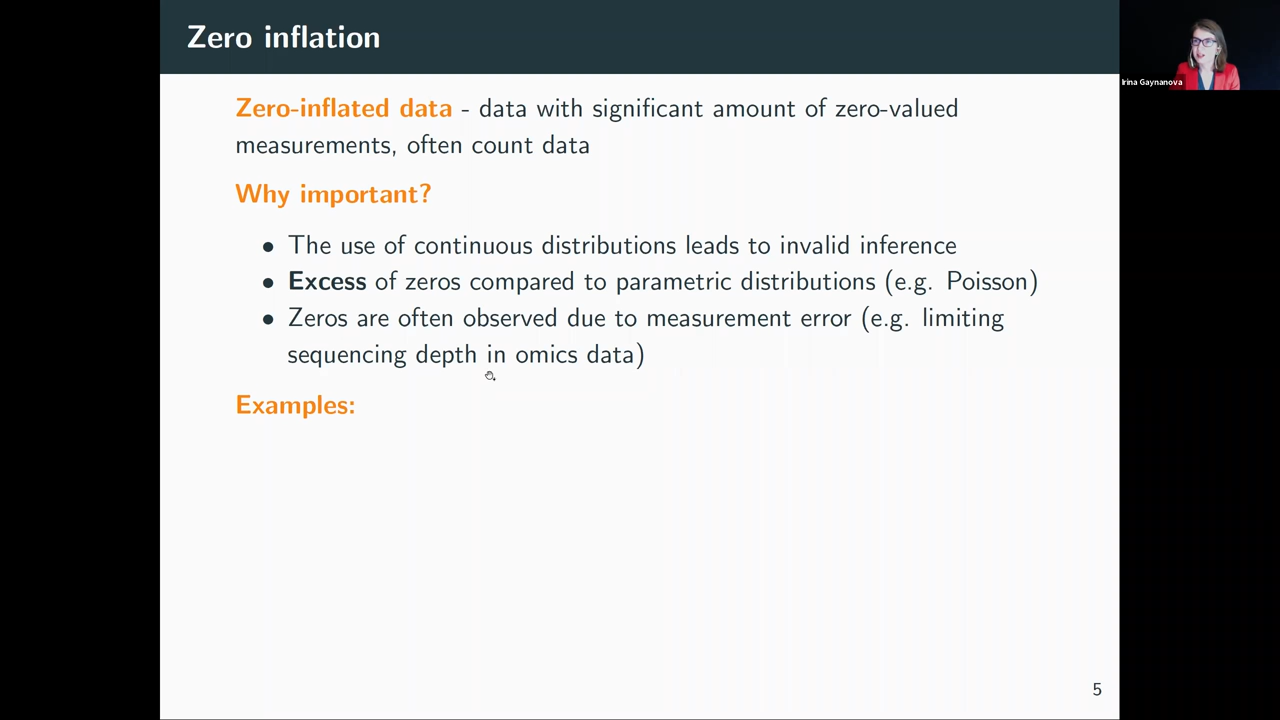 Zero inflation
Zero-inflated data - data with significant amount of zero-valued
measurements, often count data
Why important?
• The use of continuous distributions leads to invalid inference
• Excess of zeros compared to parametric distributions (e.g. Poisson)
• Zeros are often observed due to measurement error (e.g. limiting
sequencing depth in omics data)
Examples:
5
Irina Gaynanova